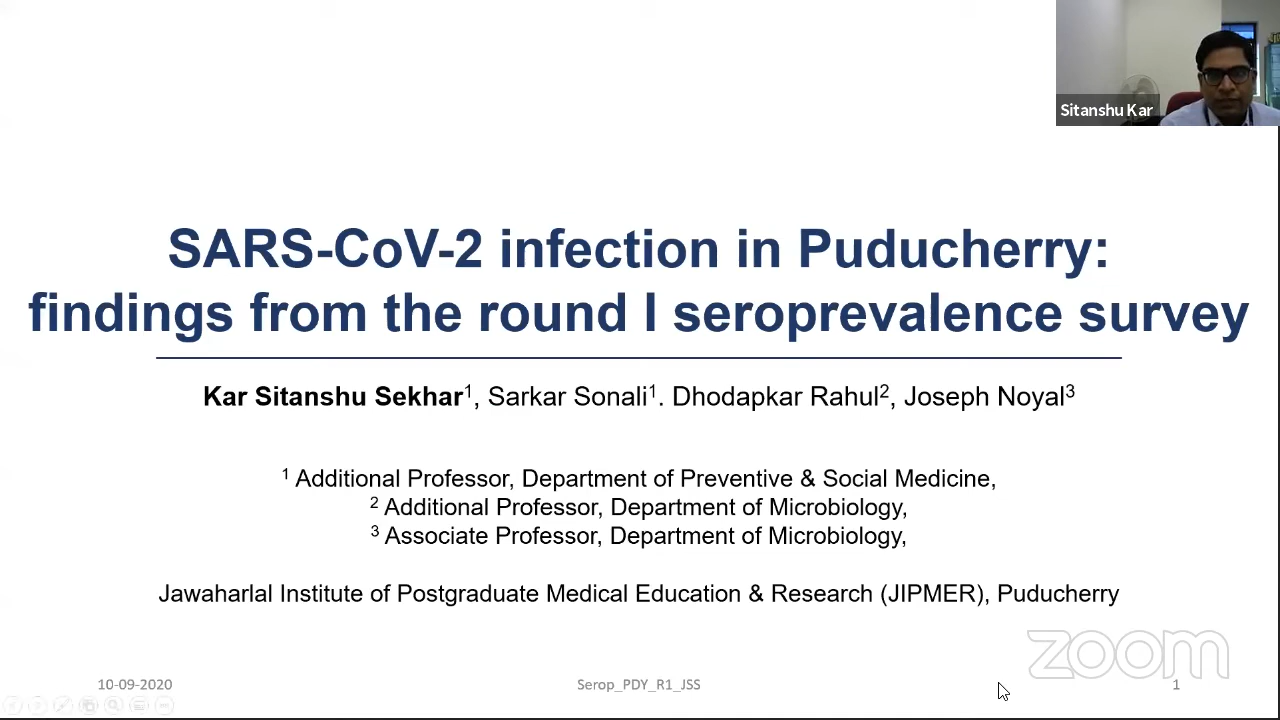 Sitanshu Kar
SARS-CoV-2 infection in Puducherry:
findings from the round I seroprevalence survey
Kar Sitanshu Sekhar¹, Sarkar Sonali¹. Dhodapkar Rahul², Joseph Noyal³
¹ Additional Professor, Department of Preventive & Social Medicine,
² Additional Professor, Department of Microbiology,
³ Associate Professor, Department of Microbiology,
Jawaharlal Institute of Postgraduate Medical Education & Research (JIPMER), Puducherry
zoom
10-09-2020 Serop_PDY_R1_JSS 1